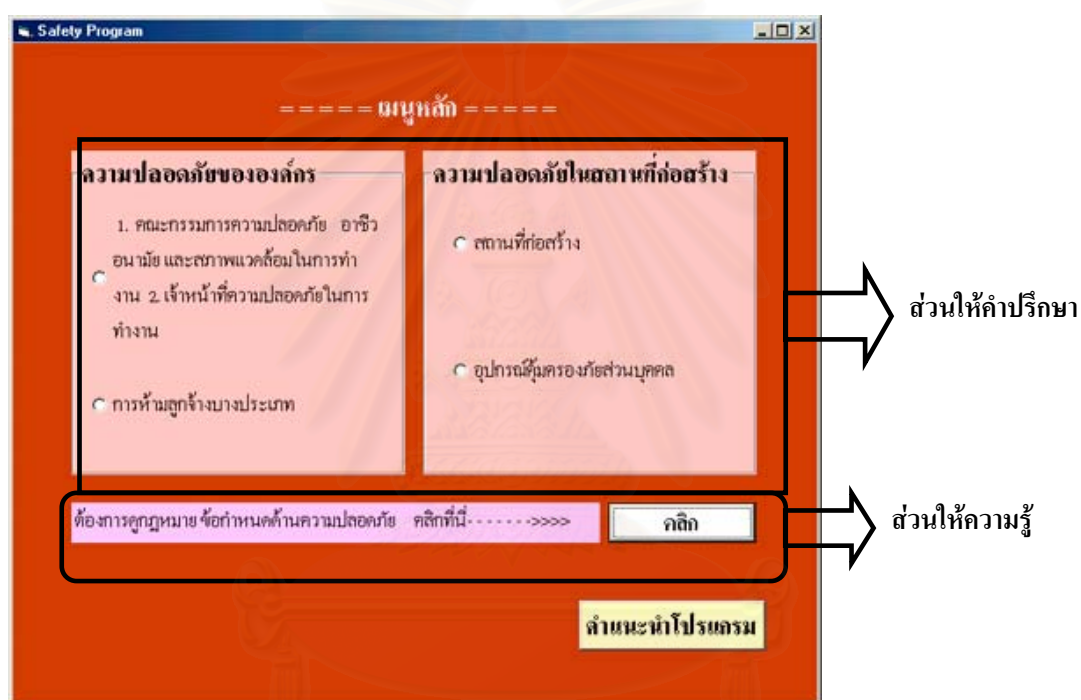 Safety Program
= = = = = เมนูหลัก = = = = =
ความปลอดภัยขององค์กร
1. คณะกรรมการความปลอดภัย อาชีว
อนามัย และสภาพแวดล้อมในการทำ
งาน 2. เจ้าหน้าที่ความปลอดภัยในการ
ทำงาน
การห้ามลูกจ้างบางประเภท
ความปลอดภัยในสถานที่ก่อสร้าง
สถานที่ก่อสร้าง
อุปกรณ์คุ้มครองภัยส่วนบุคคล
ส่วนให้คำปรึกษา
ต้องการดูกฎหมาย ข้อกำหนดด้านความปลอดภัย คลิกที่นี่- - - - - - ->>>>
คลิก
ส่วนให้ความรู้
คำแนะนำโปรแกรม